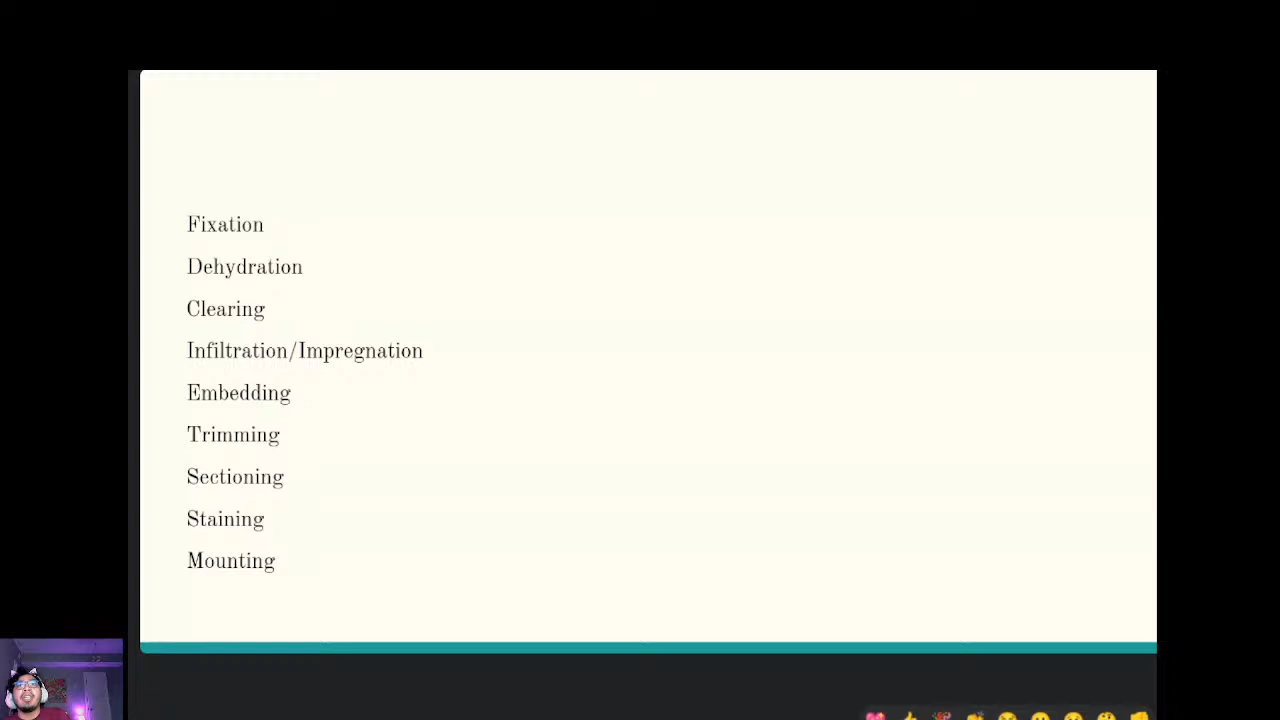 Fixation
Dehydration
Clearing
Infiltration/Impregnation
Embedding
Trimming
Sectioning
Staining
Mounting